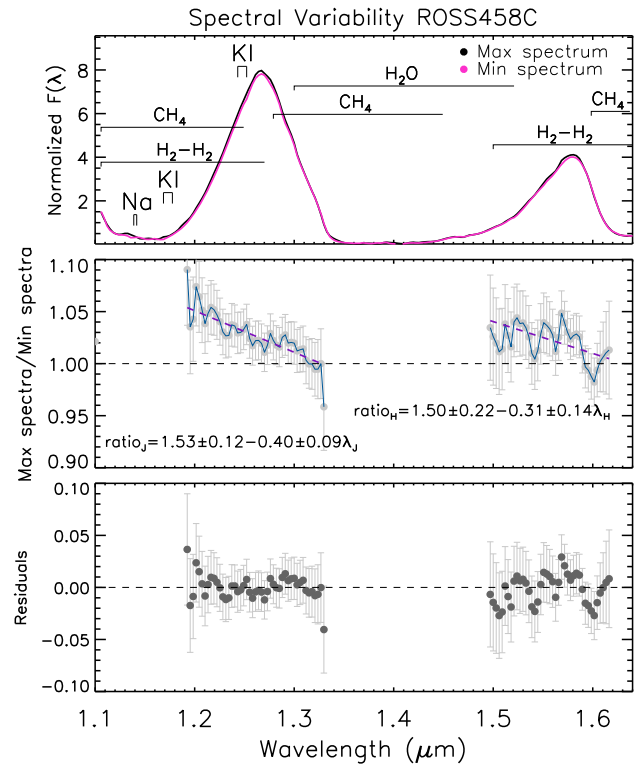 Spectral Variability ROSS458C
Normalized F(λ)
8
6
4
2
KI
Max spectrum
Min spectrum
H₂O
CH₄
CH₄
CH₄
H₂−H₂
H₂−H₂
KI
Na
Max spectra/Min spectra
1.10
1.05
1.00
0.95
0.90
ratio_H=1.50±0.22−0.31±0.14λ_H
ratio_J=1.53±0.12−0.40±0.09λ_J
Residuals
0.10
0.05
0.00
−0.05
−0.10
1.1 1.2 1.3 1.4 1.5 1.6
Wavelength (μm)